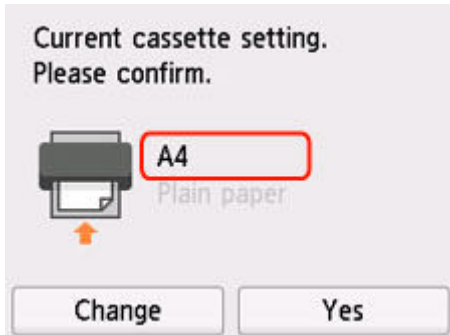 Current cassette setting.
Please confirm.
A4
Plain paper
Change
Yes